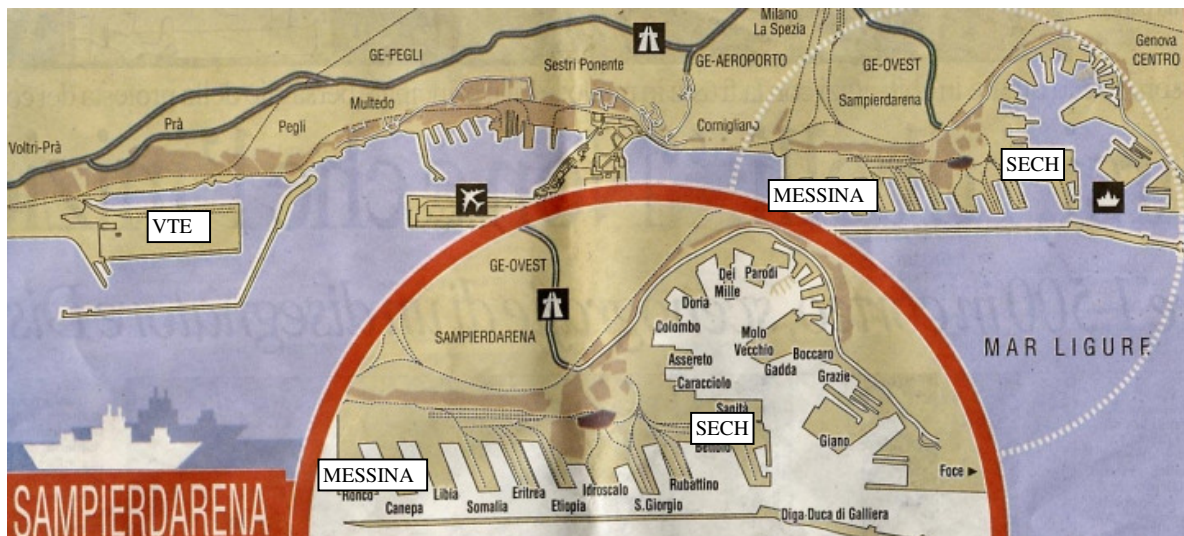 Milano
La Spezia
Genova
CENTRO
GE-PEGLI
Sestri Ponente
GE-AEROPORTO
GE-OVEST
Sampierdarena
Multedo
Cornigliano
Prà
Pegli
Voltri-Prà
SECH
MESSINA
VTE
GE-OVEST
SAMPIERDARENA
Dei
Mille
Parodi
Doria
Colombo
Molo
Vecchio
Boccaro
Gadda
Grazie
Assereto
Caracciolo
MAR LIGURE
Sanità
SECH
Giano
MESSINA
Foce
Ronco
Canepa
Libia
Somalia
Eritrea
Etiopia
Idroscalo
S.Giorgio
Rubattino
Diga-Duca di Galliera
SAMPIERDARENA